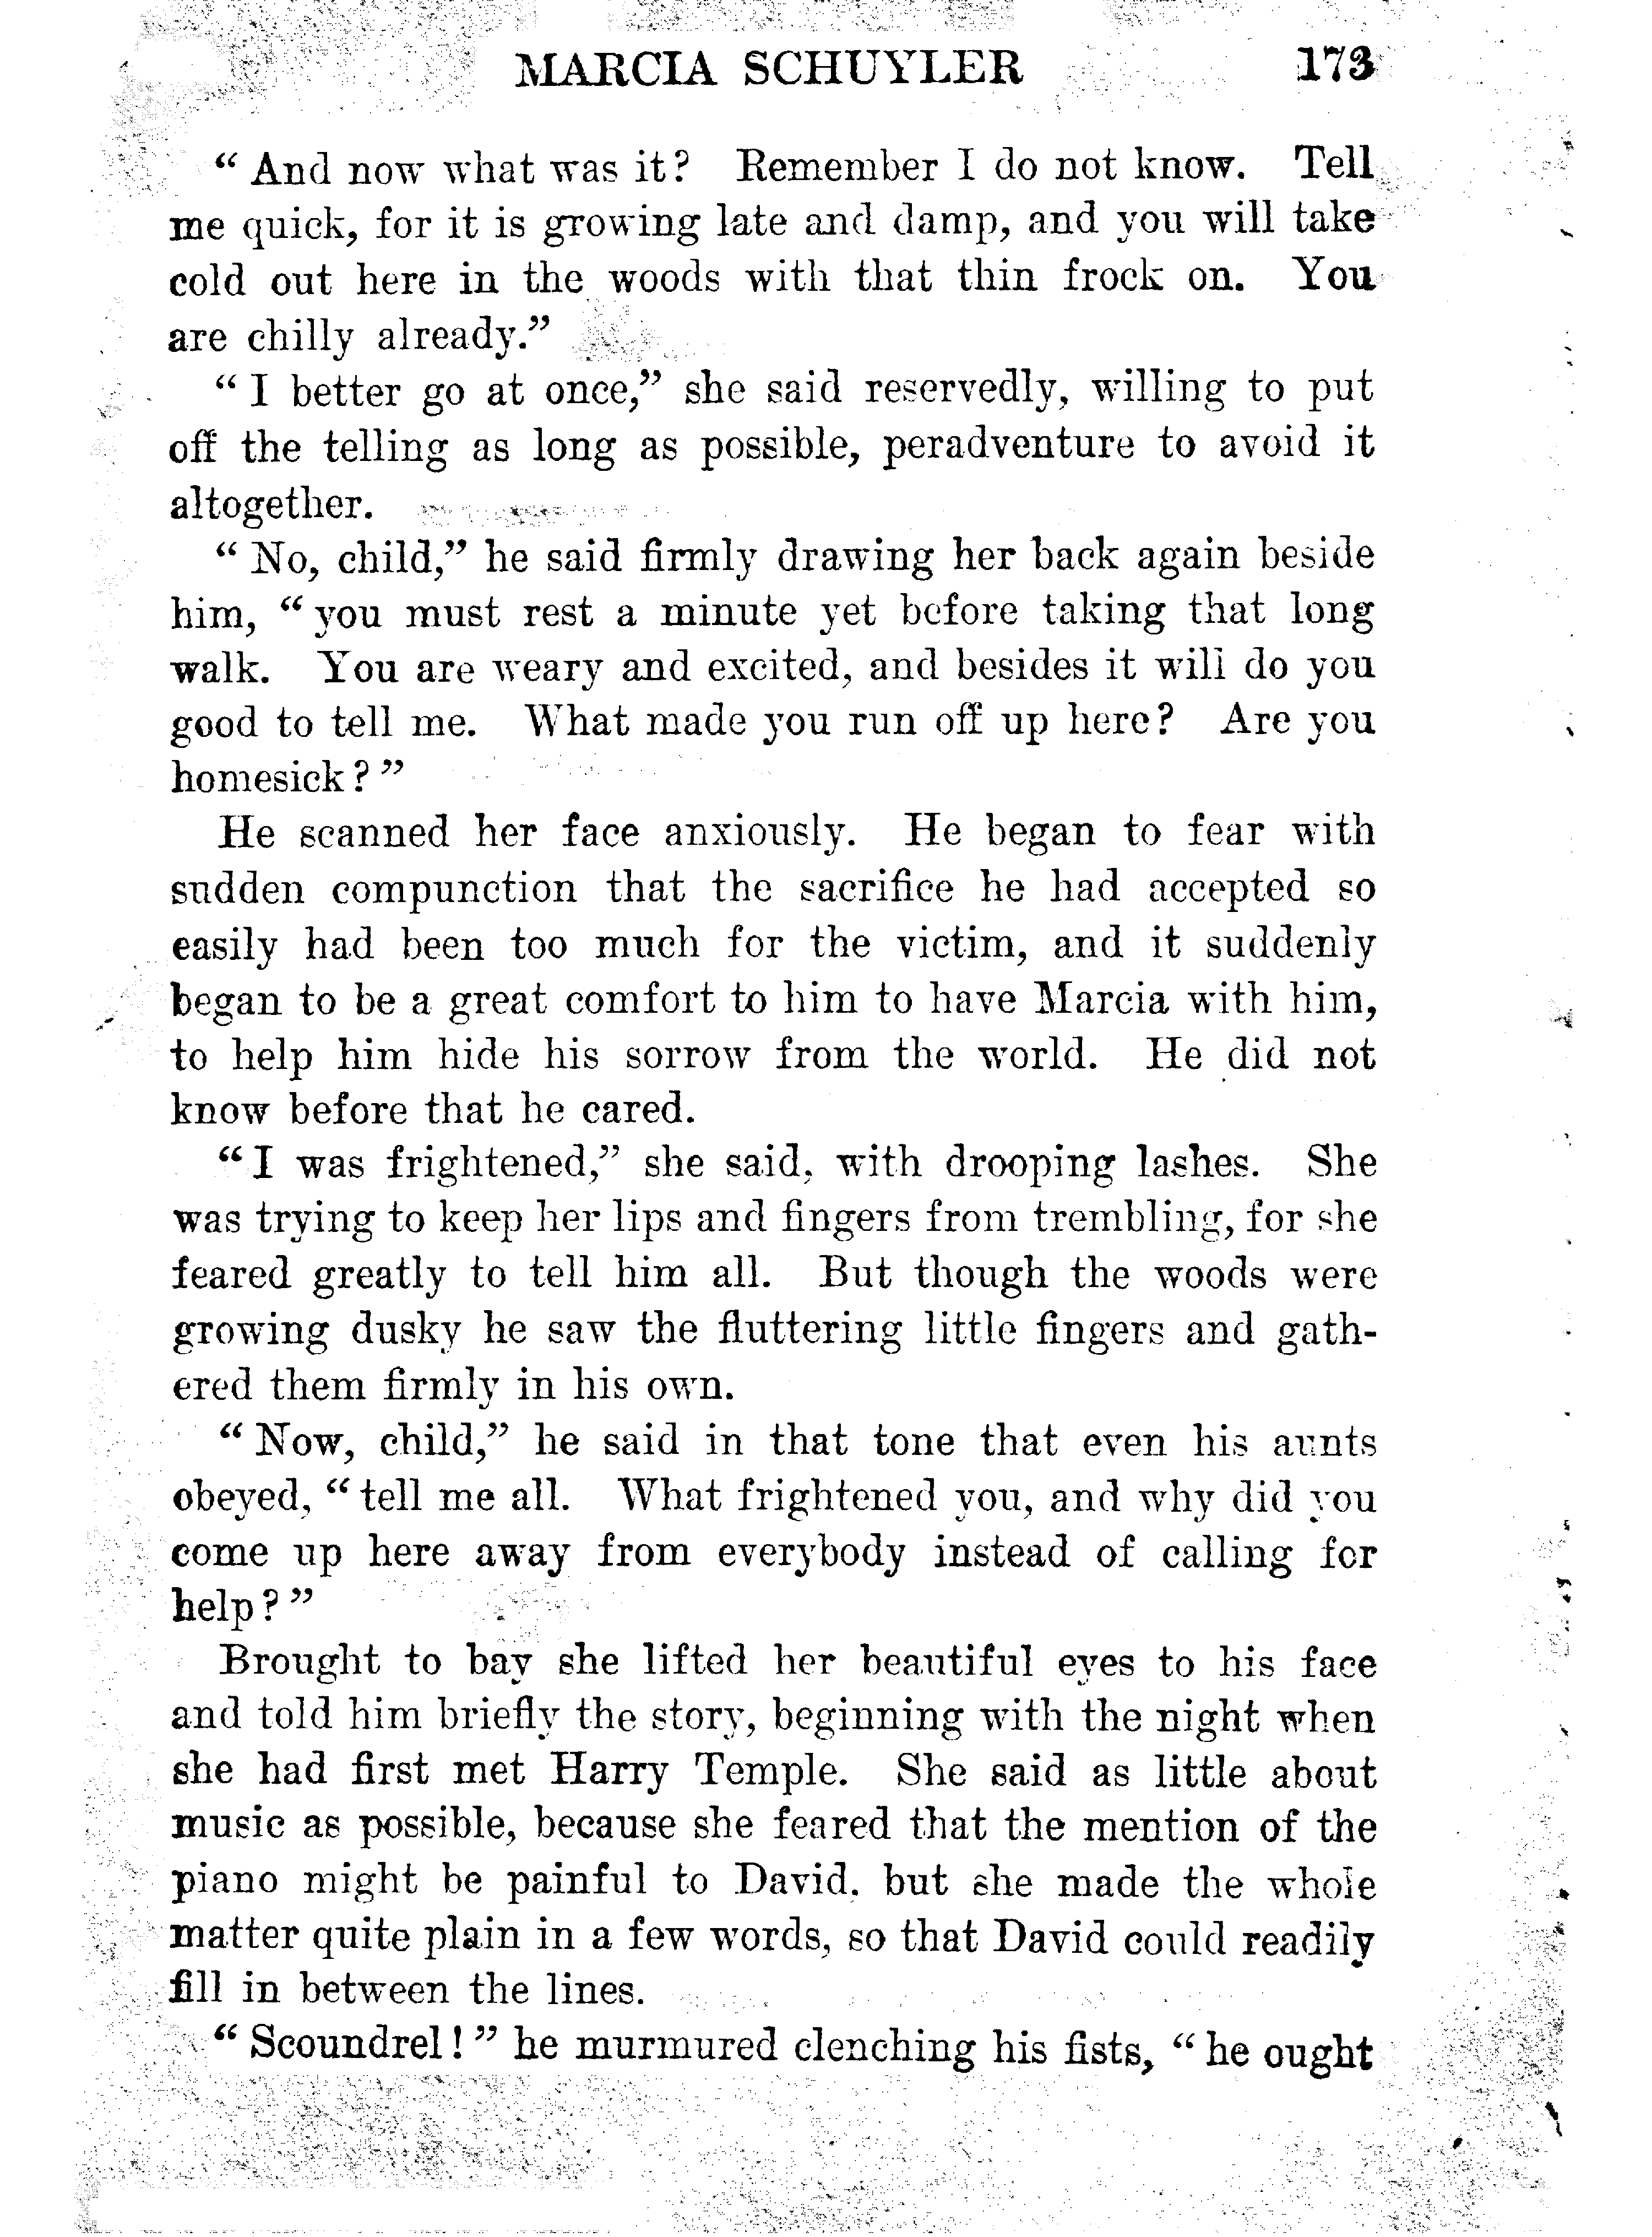 MARCIA SCHUYLER 173
“ And now what was it? Remember I do not know. Tell
me quick, for it is growing late and damp, and you will take
cold out here in the woods with that thin frock on. You
are chilly already.”
“ I better go at once,” she said reservedly, willing to put
off the telling as long as possible, peradventure to avoid it
altogether.
“ No, child,” he said firmly drawing her back again beside
him, “ you must rest a minute yet before taking that long
walk. You are weary and excited, and besides it will do you
good to tell me. What made you run off up here? Are you
homesick? ”
He scanned her face anxiously. He began to fear with
sudden compunction that the sacrifice he had accepted so
easily had been too much for the victim, and it suddenly
began to be a great comfort to him to have Marcia with him,
to help him hide his sorrow from the world. He did not
know before that he cared.
“ I was frightened,” she said, with drooping lashes. She
was trying to keep her lips and fingers from trembling, for she
feared greatly to tell him all. But though the woods were
growing dusky he saw the fluttering little fingers and gath-
ered them firmly in his own.
“ Now, child,” he said in that tone that even his aunts
obeyed, “ tell me all. What frightened you, and why did you
come up here away from everybody instead of calling for
help? ”
Brought to bay she lifted her beautiful eyes to his face
and told him briefly the story, beginning with the night when
she had first met Harry Temple. She said as little about
music as possible, because she feared that the mention of the
piano might be painful to David, but she made the whole
matter quite plain in a few words, so that David could readily
fill in between the lines.
“ Scoundrel! ” he murmured clenching his fists, “ he ought